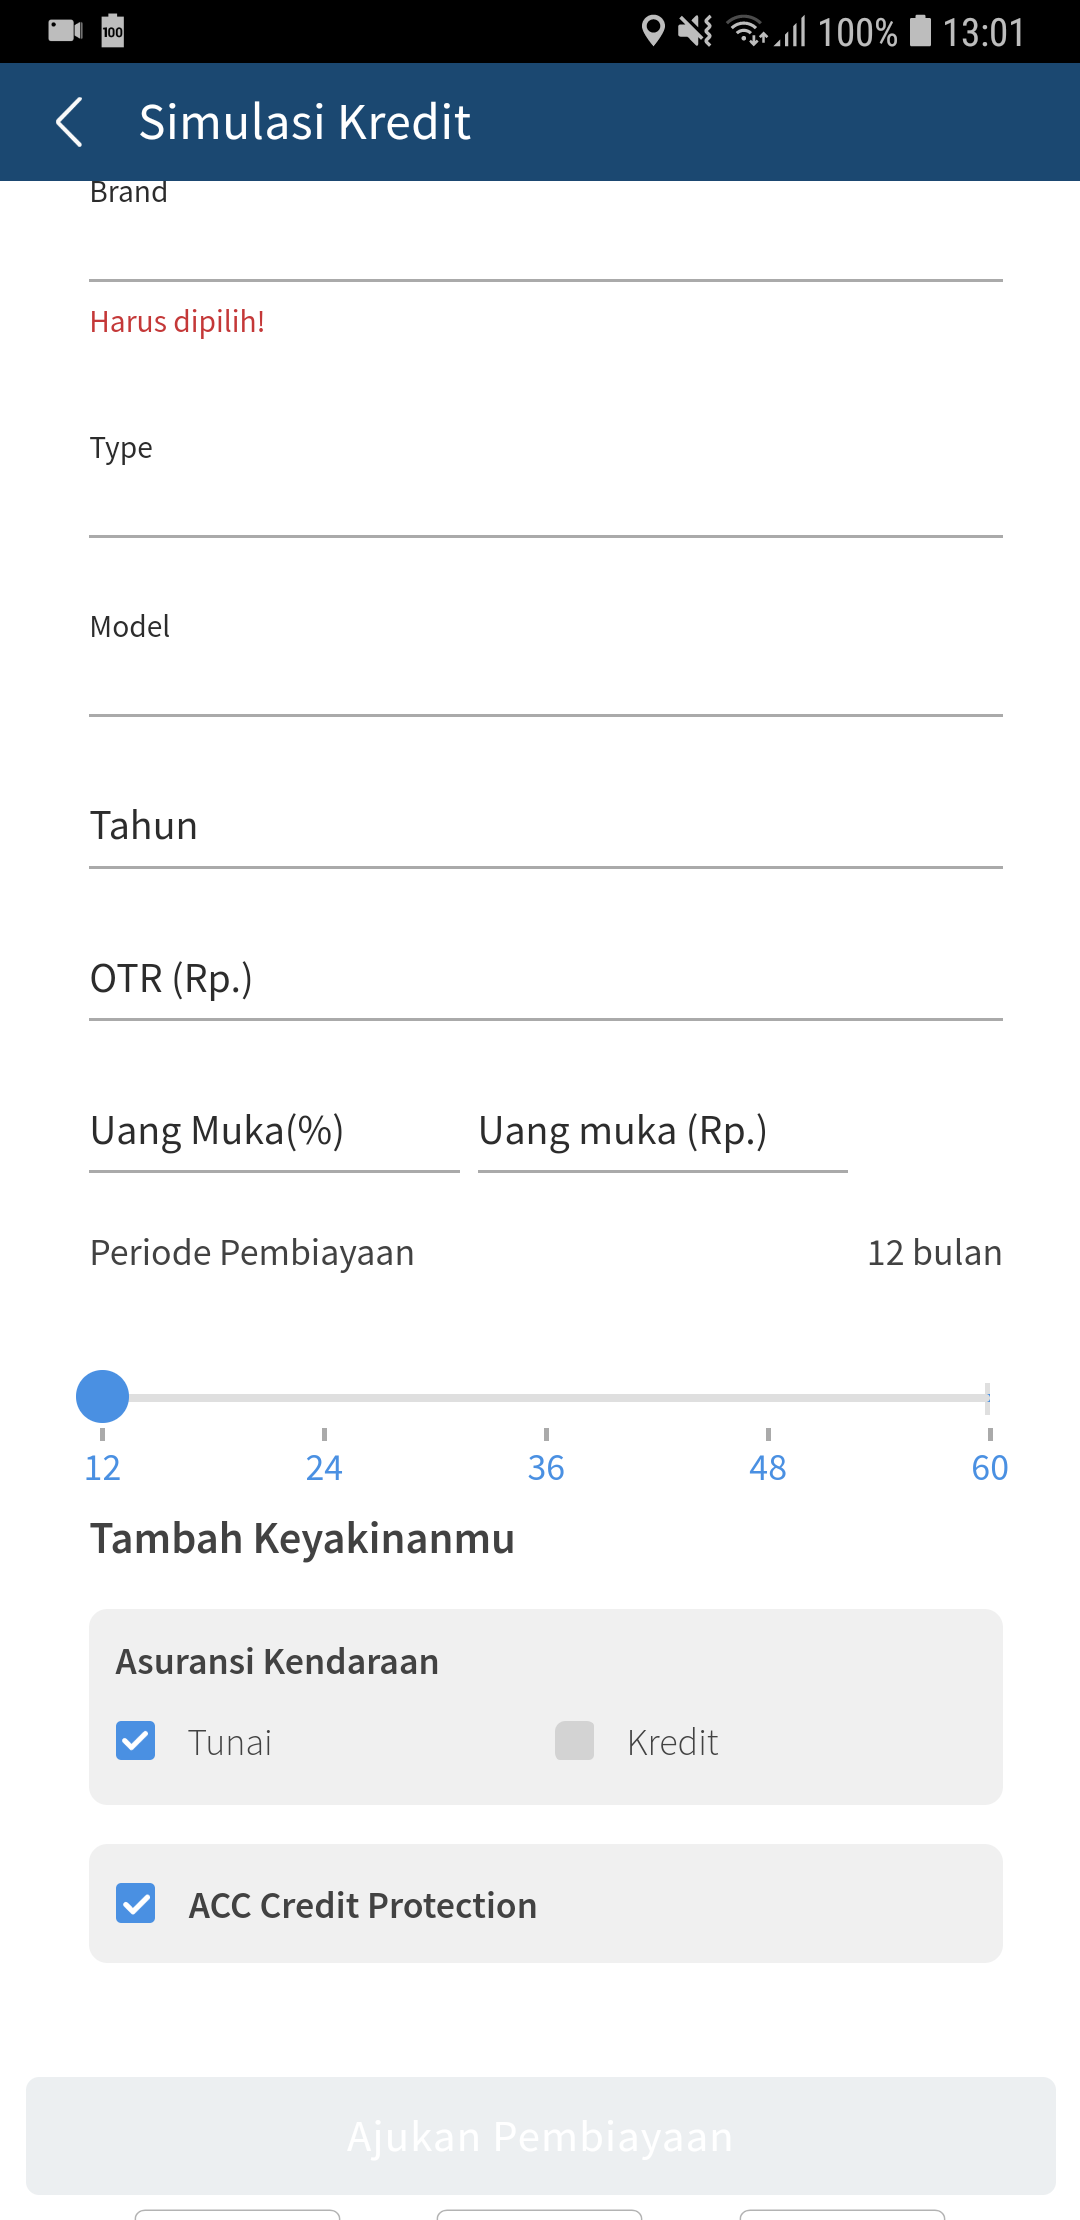 100 100% 13:01
Simulasi Kredit
Brand
Harus dipilih!
Type
Model
Tahun
OTR (Rp.)
Uang Muka(%) Uang muka (Rp.)
Periode Pembiayaan 12 bulan
12 24 36 48 60
Tambah Keyakinanmu
Asuransi Kendaraan
Tunai Kredit
ACC Credit Protection
Ajukan Pembiayaan